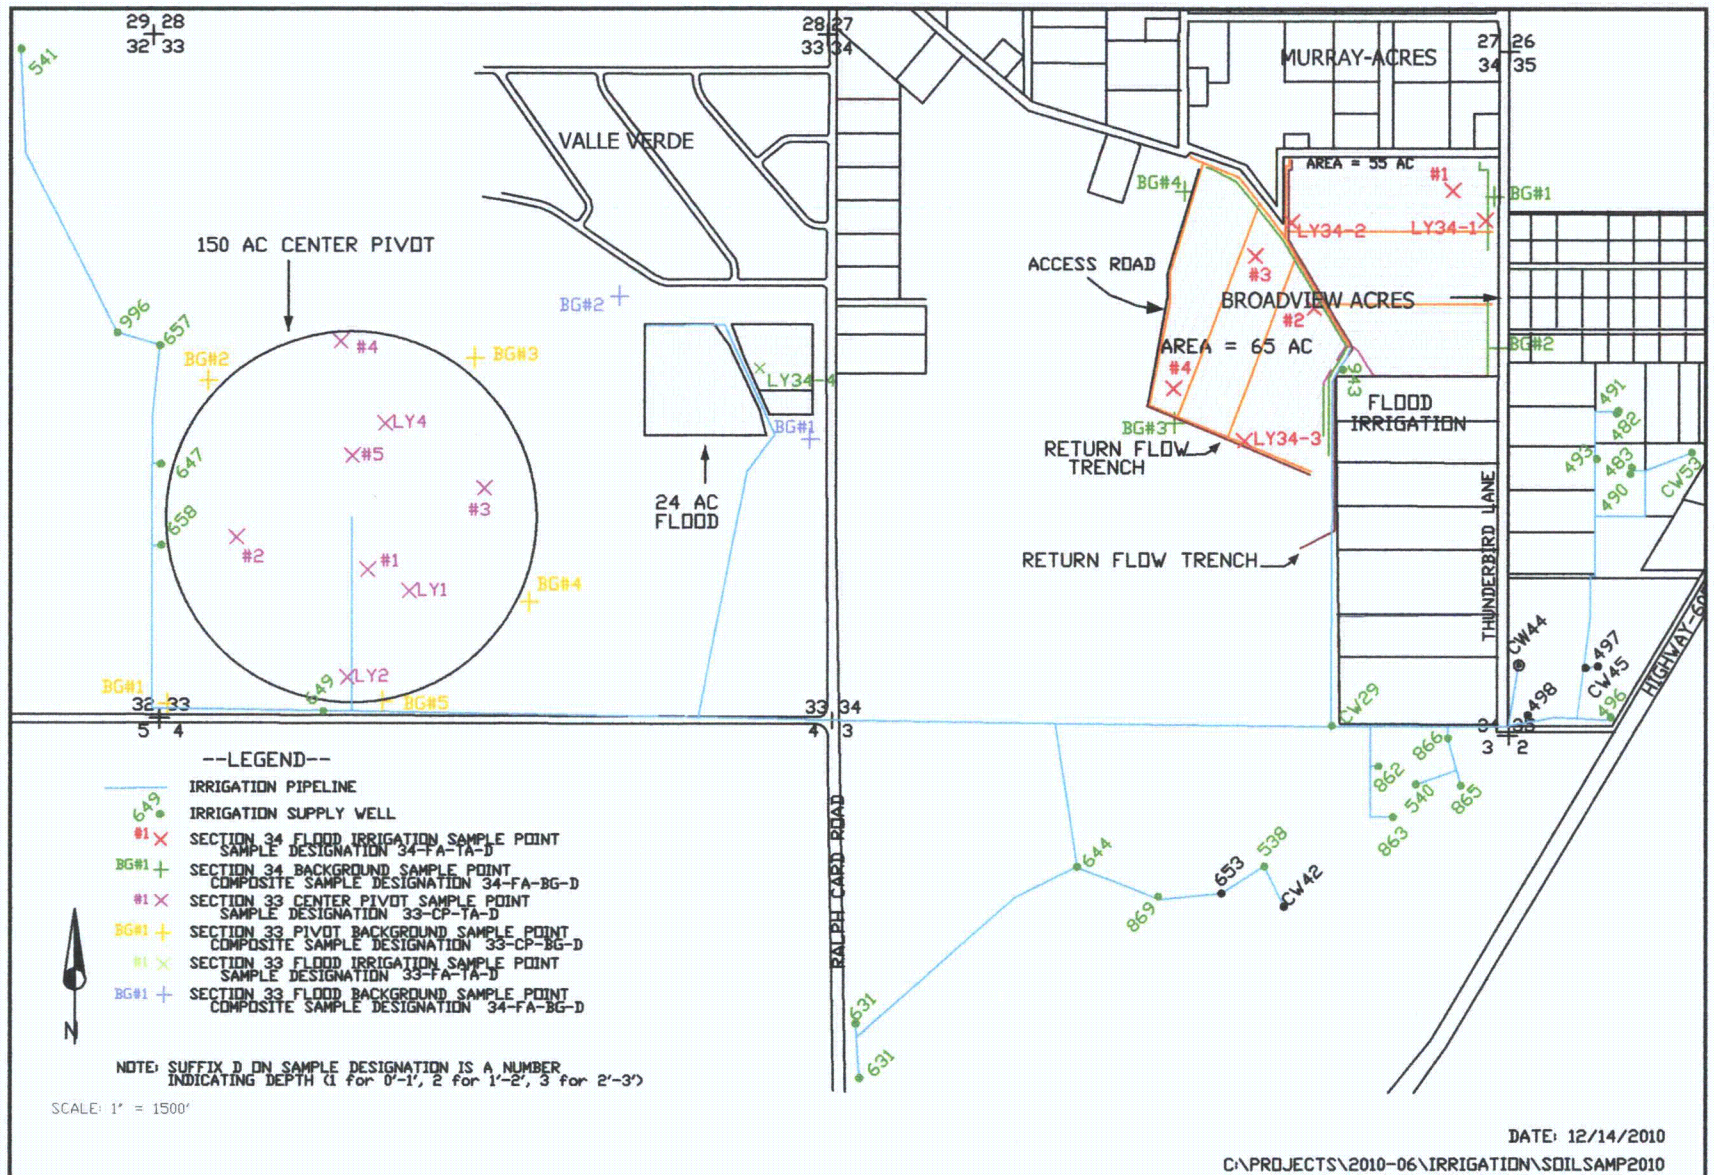 29 28
32 33
28 27
33 34
27 26
34 35
541
MURRAY-ACRES
VALLE VERDE
AREA = 55 AC
#1
BG#4
BG#1
LY34-2
LY34-1
150 AC CENTER PIVOT
ACCESS ROAD
#3
BG#2
BROADVIEW ACRES
996
657
#2
#4
BG#2
BG#3
AREA = 65 AC
BG#2
#4
LY34-4
943
491
482
FLOOD
IRRIGATION
LY4
BG#1
BG#3
LY34-3
RETURN FLOW
TRENCH
#5
647
493
483
490
CW53
#3
24 AC
FLOOD
658
#2
#1
LY1
BG#4
RETURN FLOW TRENCH
THUNDERBIRD LANE
CW44
497
CW45
HIGHWAY-605
LY2
649
BG#1
BG#5
498
496
CW29
32 33
5 4
33 34
4 3
3 2
--LEGEND--
IRRIGATION PIPELINE
649
IRRIGATION SUPPLY WELL
#1 SECTION 34 FLOOD IRRIGATION SAMPLE POINT
SAMPLE DESIGNATION 34-FA-TA-D
BG#1 SECTION 34 BACKGROUND SAMPLE POINT
COMPOSITE SAMPLE DESIGNATION 34-FA-BG-D
#1 SECTION 33 CENTER PIVOT SAMPLE POINT
SAMPLE DESIGNATION 33-CP-TA-D
BG#1 SECTION 33 PIVOT BACKGROUND SAMPLE POINT
COMPOSITE SAMPLE DESIGNATION 33-CP-BG-D
#1 SECTION 33 FLOOD IRRIGATION SAMPLE POINT
SAMPLE DESIGNATION 33-FA-TA-D
BG#1 SECTION 33 FLOOD BACKGROUND SAMPLE POINT
COMPOSITE SAMPLE DESIGNATION 34-FA-BG-D
N
NOTE: SUFFIX D ON SAMPLE DESIGNATION IS A NUMBER
INDICATING DEPTH (1 for 0'-1', 2 for 1'-2', 3 for 2'-3')
SCALE: 1" = 1500'
RALPH CARD ROAD
866
862
540
865
863
644
538
653
869
CW42
631
631
DATE: 12/14/2010
C:\PROJECTS\2010-06\IRRIGATION\SOILSAMP2010